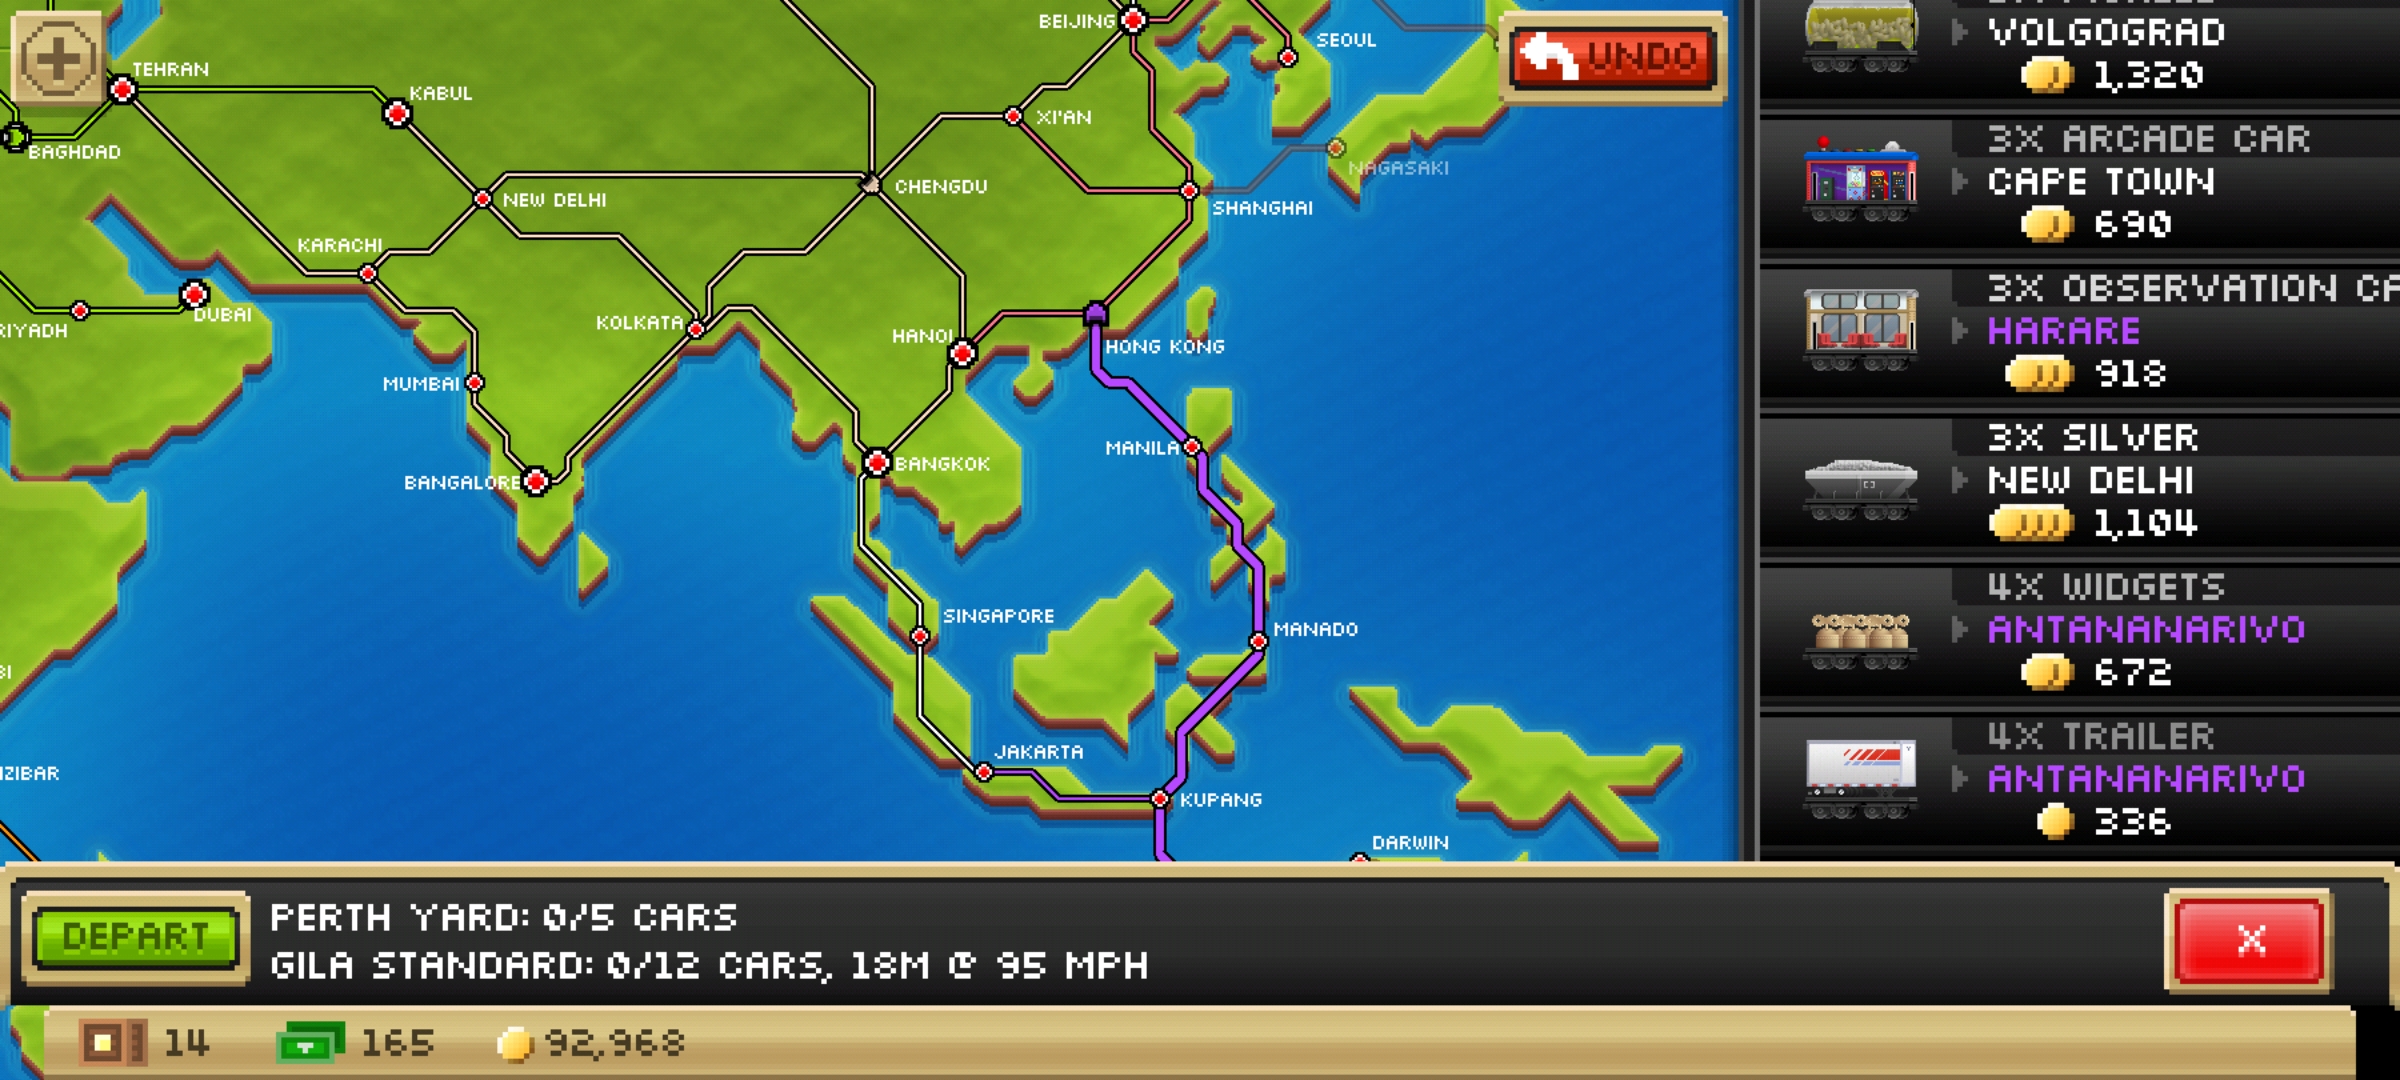 BEIJING
SEOUL
UNDO
TEHRAN
KABUL
XI'AN
BAGHDAD
NAGASAKI
NEW DELHI
CHENGDU
SHANGHAI
KARACHI
DUBAI
RIYADH
KOLKATA
HANOI
HONG KONG
MUMBAI
MANILA
BANGALORE
BANGKOK
SINGAPORE
MANADO
JAKARTA
KUPANG
IZIBAR
BI
DARWIN
VOLGOGRAD
1,320
3X ARCADE CAR
CAPE TOWN
690
3X OBSERVATION CA
HARARE
918
3X SILVER
NEW DELHI
1,104
4X WIDGETS
ANTANANARIVO
672
4X TRAILER
ANTANANARIVO
336
DEPART
PERTH YARD: 0/5 CARS
GILA STANDARD: 0/12 CARS, 18M @ 95 MPH
X
14
165
92,968